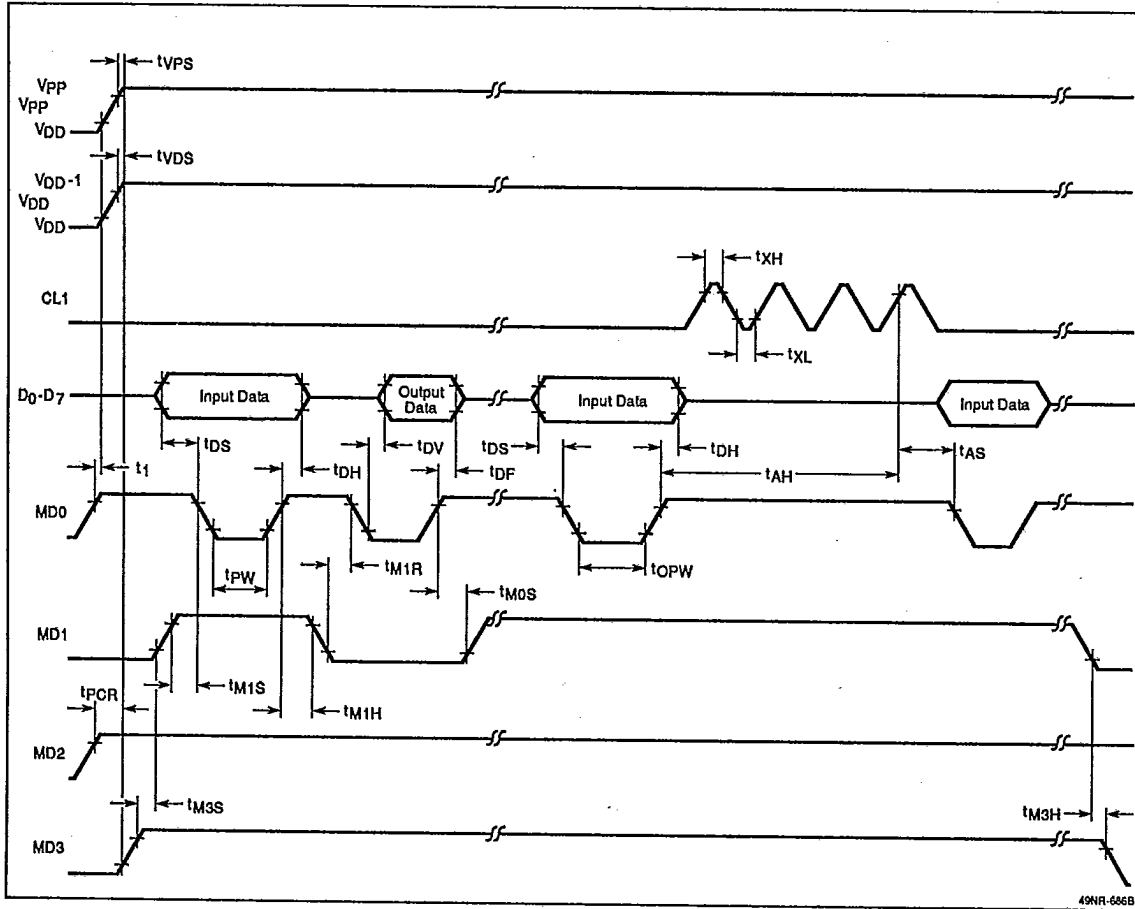 tVPS
VPP
VPP
VDD
tVDS
VDD-1
VDD
VDD
tXH
CL1
tXL
D0-D7 Input Data Output Data Input Data Input Data
tDS tDV tDS tDH tAS
t1 tDH tDF tAH
MD0
tPW tM1R tOPW
tM0S
MD1
tPCR tM1S
tM1H
MD2
tM3S tM3H
MD3
49NR-686B